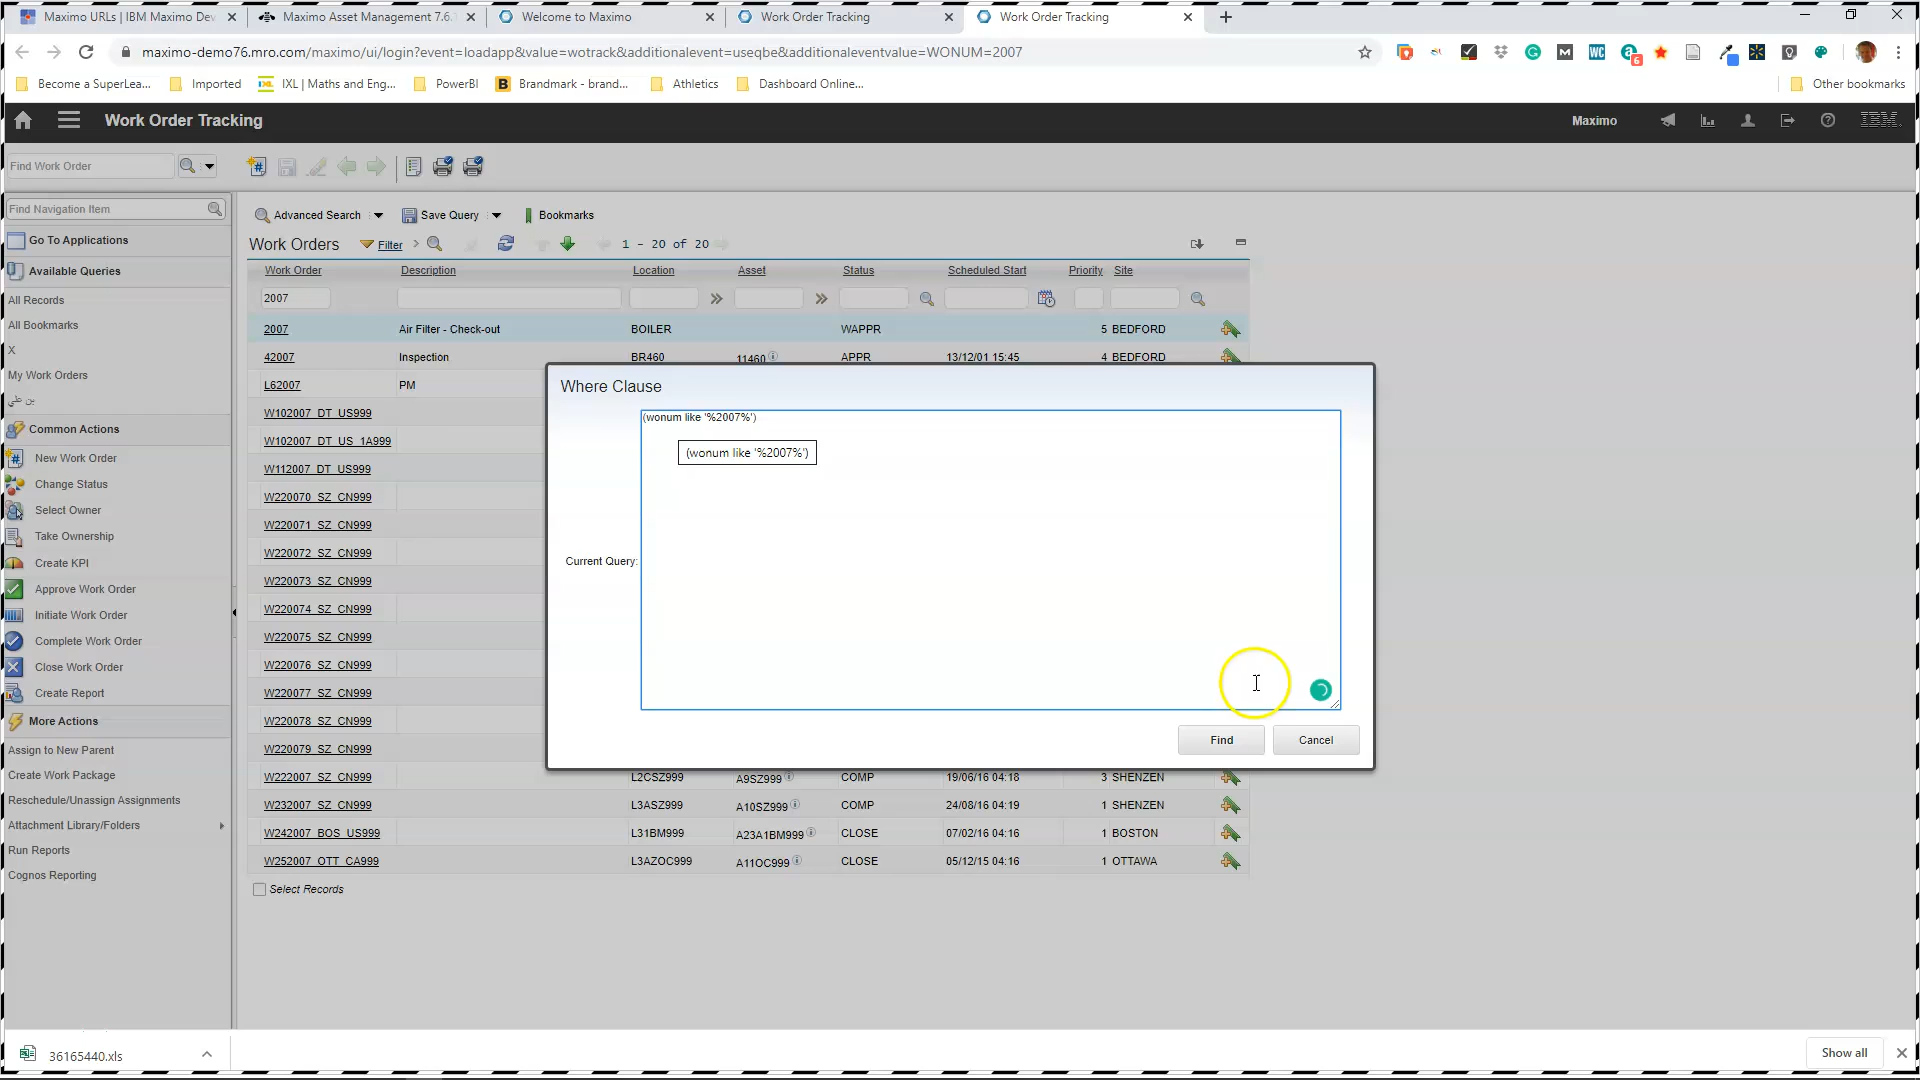 Maximo URLs | IBM Maximo Dev
Maximo Asset Management 7.6.
Welcome to Maximo
Work Order Tracking
Work Order Tracking
maximo-demo76.mro.com/maximo/ui/login?event=loadapp&value=wotrack&additionalevent=useqbe&additionaleventvalue=WONUM=2007
Become a SuperLea... Imported IXL | Maths and Eng... PowerBI Brandmark - brand... Athletics Dashboard Online... Other bookmarks
Work Order Tracking Maximo IBM.
Find Work Order
Find Navigation Item
Go To Applications
Available Queries
All Records
All Bookmarks
X
My Work Orders
بن علي
Common Actions
New Work Order
Change Status
Select Owner
Take Ownership
Create KPI
Approve Work Order
Initiate Work Order
Complete Work Order
Close Work Order
Create Report
More Actions
Assign to New Parent
Create Work Package
Reschedule/Unassign Assignments
Attachment Library/Folders
Run Reports
Cognos Reporting
Advanced Search Save Query Bookmarks
Work Orders Filter 1 - 20 of 20
Work Order Description Location Asset Status Scheduled Start Priority Site
2007
2007 Air Filter - Check-out BOILER WAPPR 5 BEDFORD
42007 Inspection BR460 11460 APPR 13/12/01 15:45 4 BEDFORD
L62007 PM
W102007_DT_US999
W102007_DT_US_1A999
W112007_DT_US999
W220070_SZ_CN999
W220071_SZ_CN999
W220072_SZ_CN999
W220073_SZ_CN999
W220074_SZ_CN999
W220075_SZ_CN999
W220076_SZ_CN999
W220077_SZ_CN999
W220078_SZ_CN999
W220079_SZ_CN999
W222007_SZ_CN999 L2CSZ999 A9SZ999 COMP 19/06/16 04:18 3 SHENZEN
W232007_SZ_CN999 L3ASZ999 A10SZ999 COMP 24/08/16 04:19 1 SHENZEN
W242007_BOS_US999 L31BM999 A23A1BM999 CLOSE 07/02/16 04:16 1 BOSTON
W252007_OTT_CA999 L3AZOC999 A11OC999 CLOSE 05/12/15 04:16 1 OTTAWA
Select Records
Where Clause
(wonum like '%2007%')
(wonum like '%2007%')
Current Query:
Find Cancel
36165440.xls
Show all